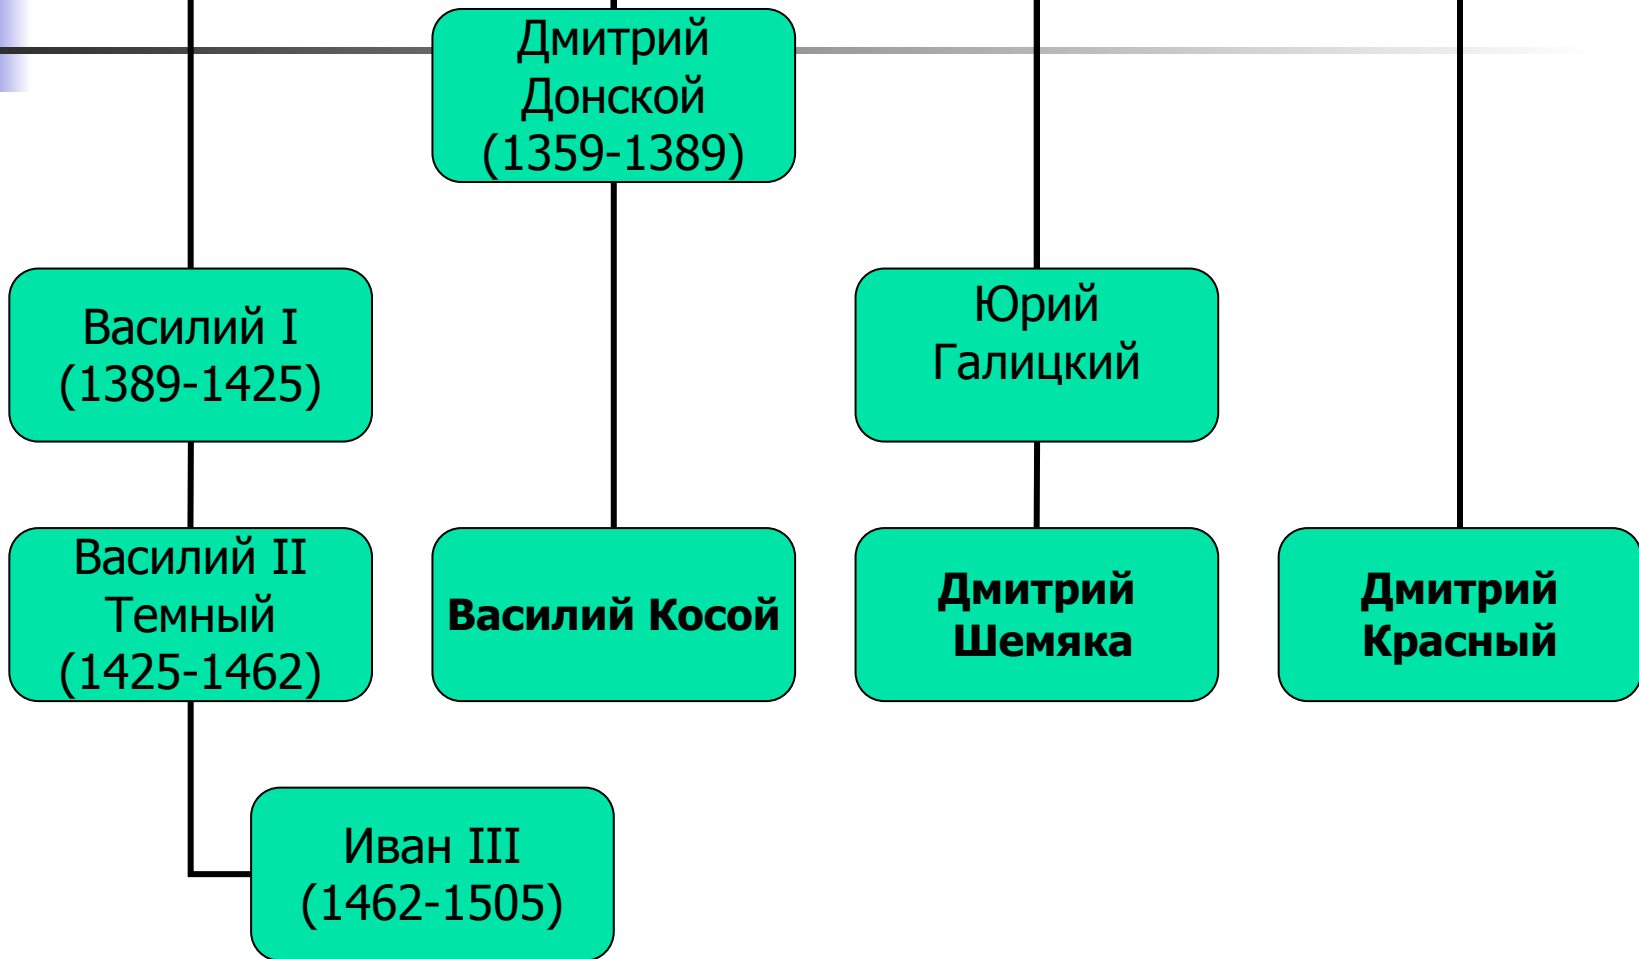 Дмитрий
Донской
(1359-1389)
Василий I
(1389-1425)
Юрий
Галицкий
Василий II
Темный
(1425-1462)
Василий Косой
Дмитрий
Шемяка
Дмитрий
Красный
Иван III
(1462-1505)